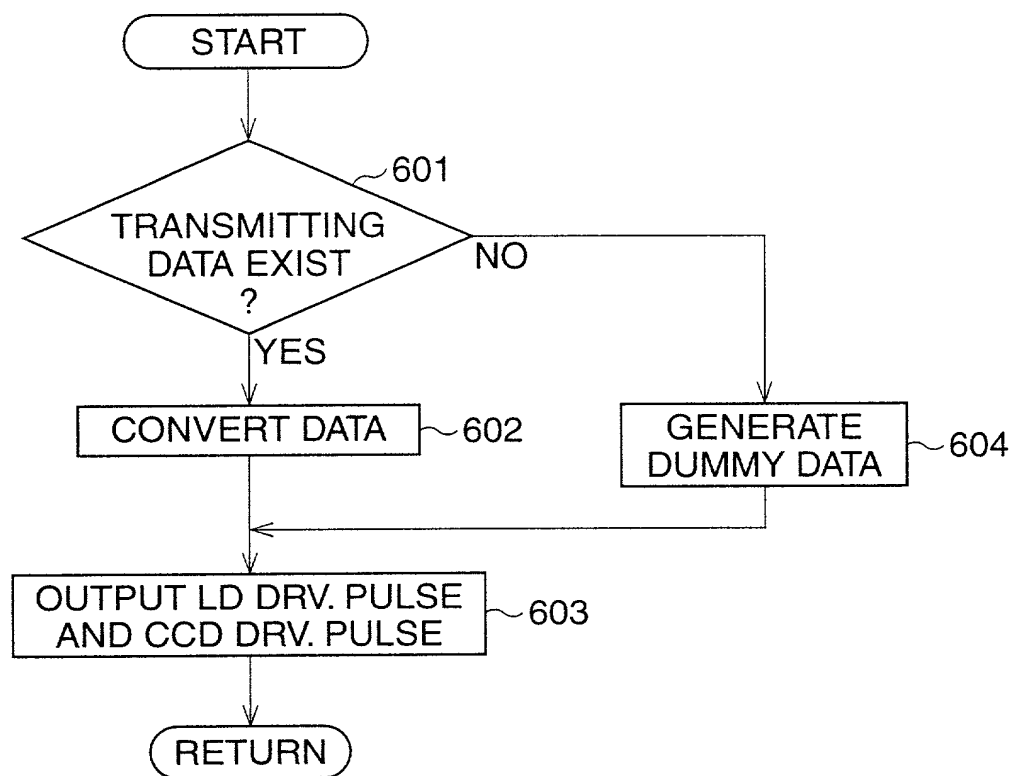 START
601
TRANSMITTING
DATA EXIST
?
NO
YES
CONVERT DATA
602
GENERATE
DUMMY DATA
604
OUTPUT LD DRV. PULSE
AND CCD DRV. PULSE
603
RETURN